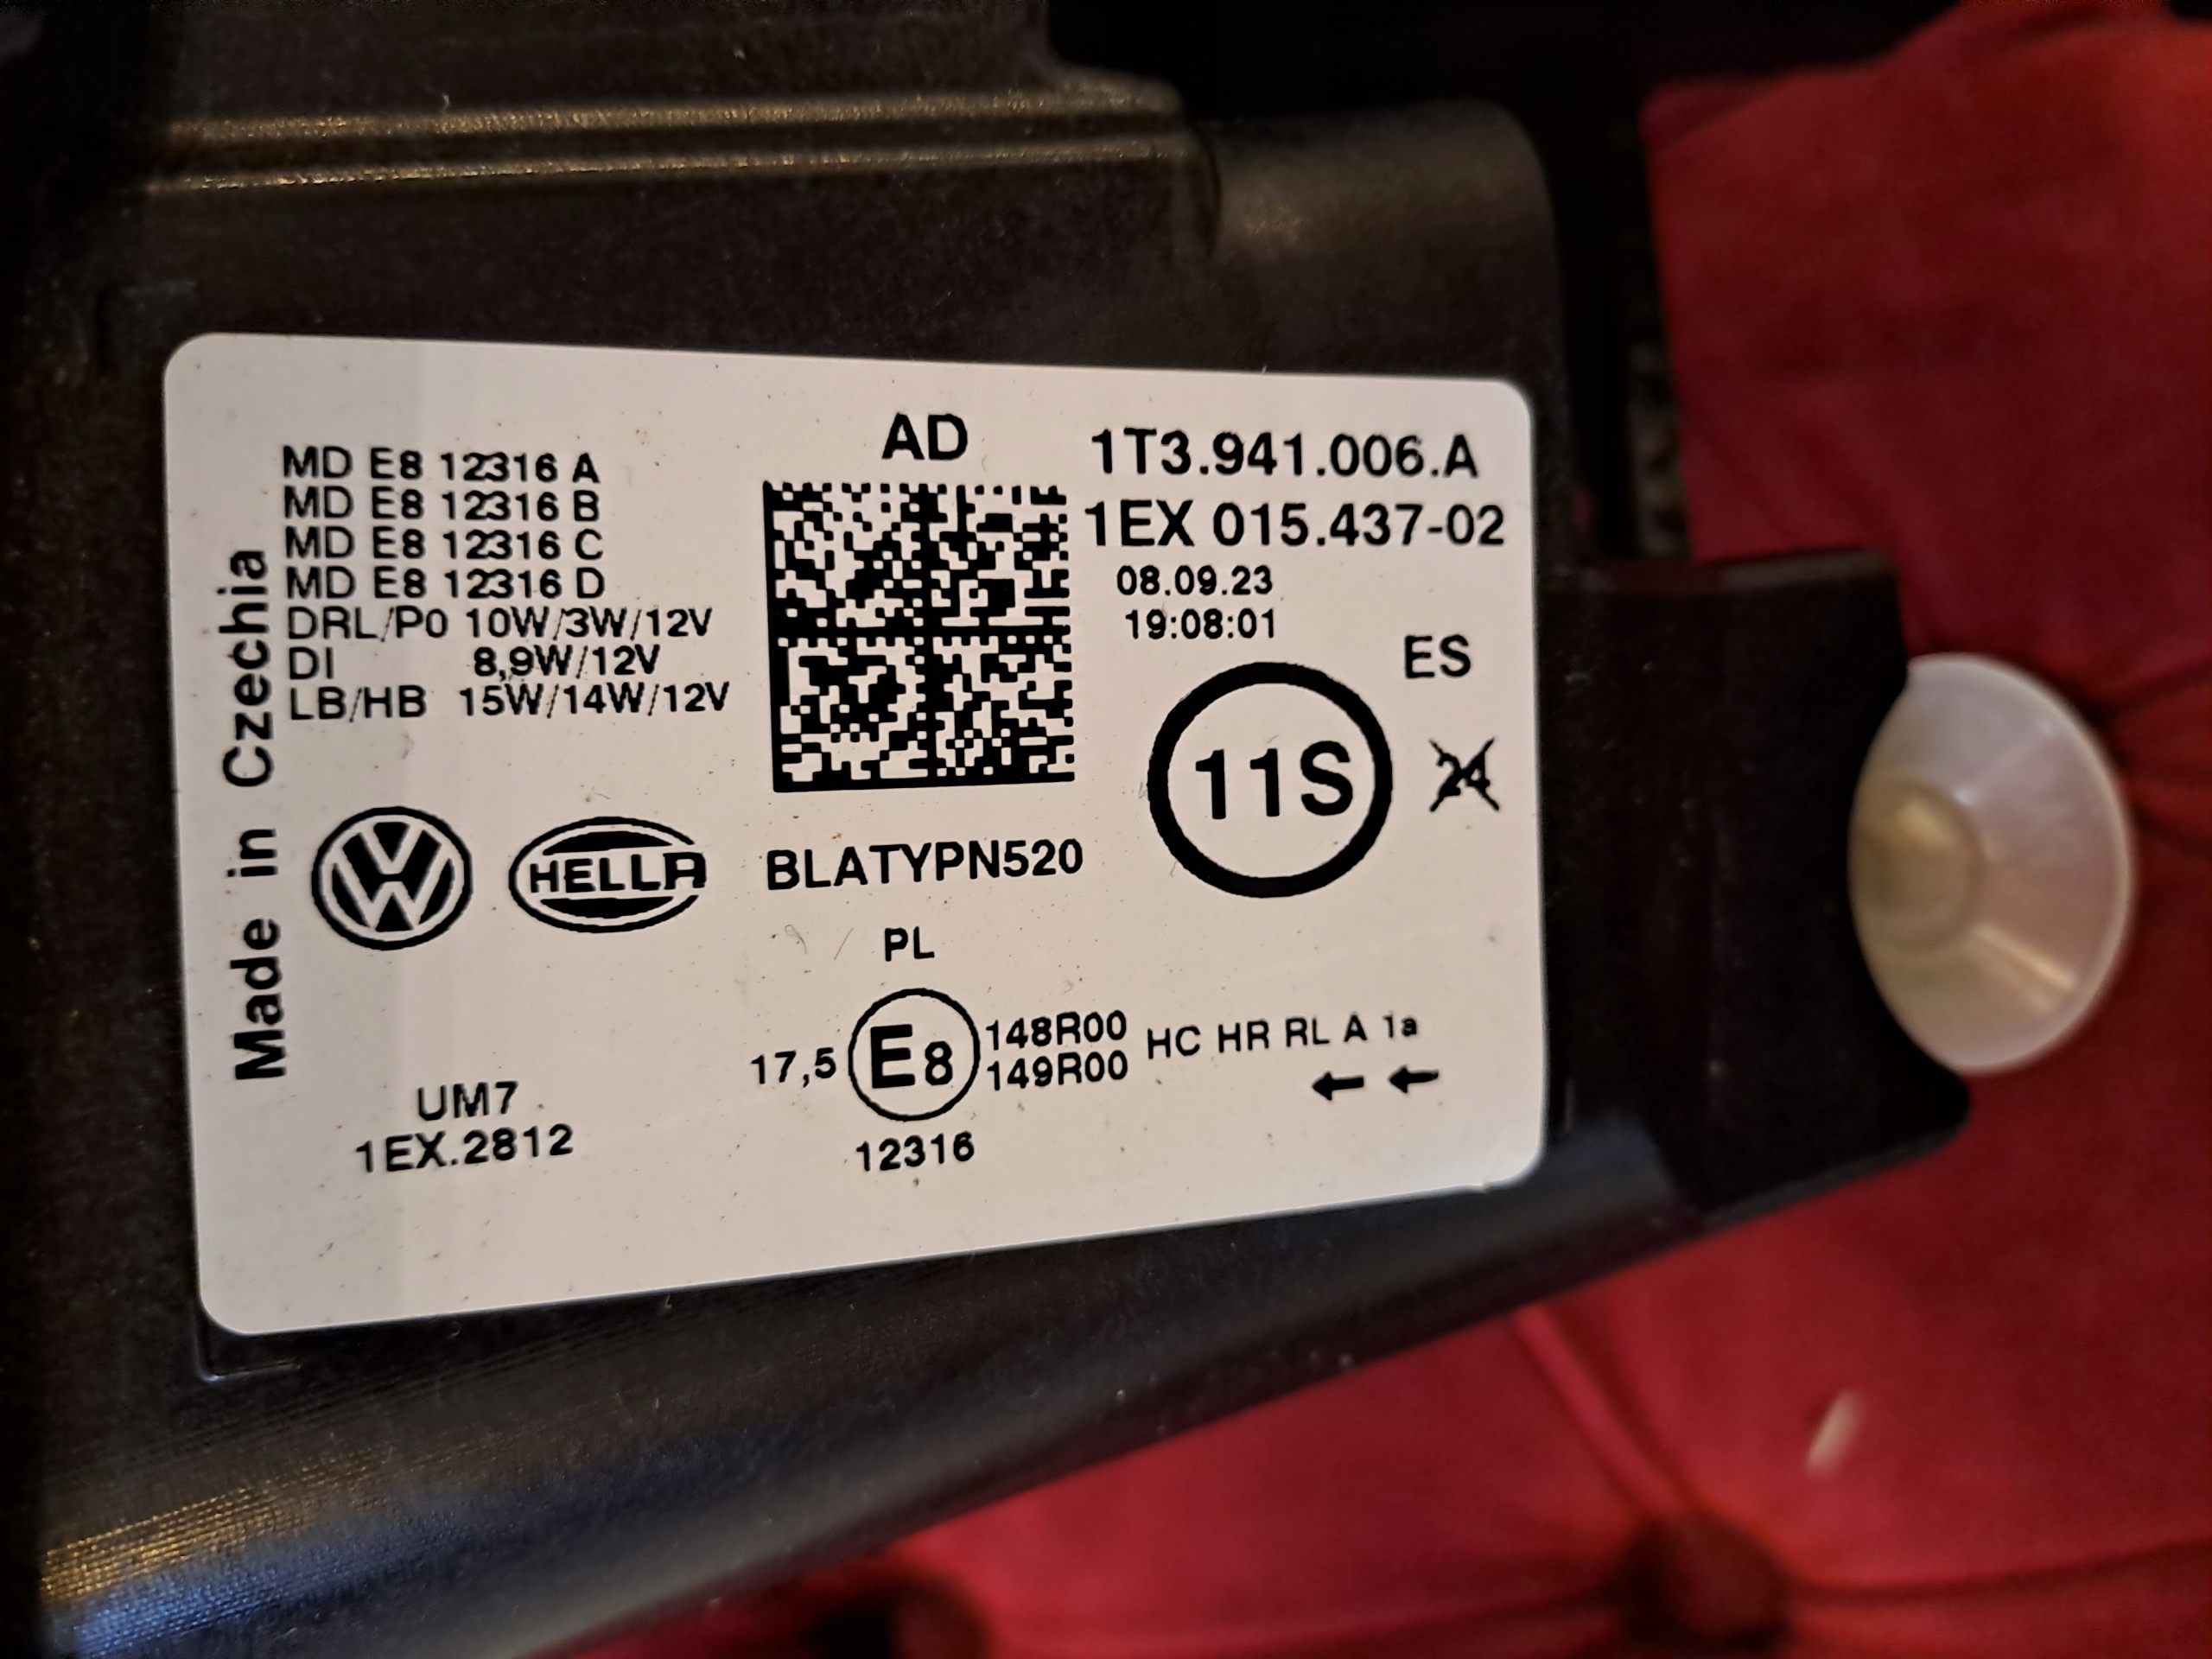 Made in Czechia
MD E8 12316 A
MD E8 12316 B
MD E8 12316 C
MD E8 12316 D
DRL/P0 10W/3W/12V
DI 8,9W/12V
LB/HB 15W/14W/12V
AD
1T3.941.006.A
1EX 015.437-02
08.09.23
19:08:01
ES
11S
24
VW
HELLA
BLATYPN520
PL
17,5 E8 148R00 HC HR RL A 1a
149R00 ← ←
12316
UM7
1EX.2812